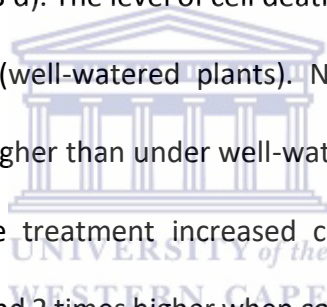 d). The level of cell death
(well-watered plants). N
gher than under well-wat
e treatment increased c
UNIVERSITY of the
nd 2 times higher when co
WESTERN CAPE